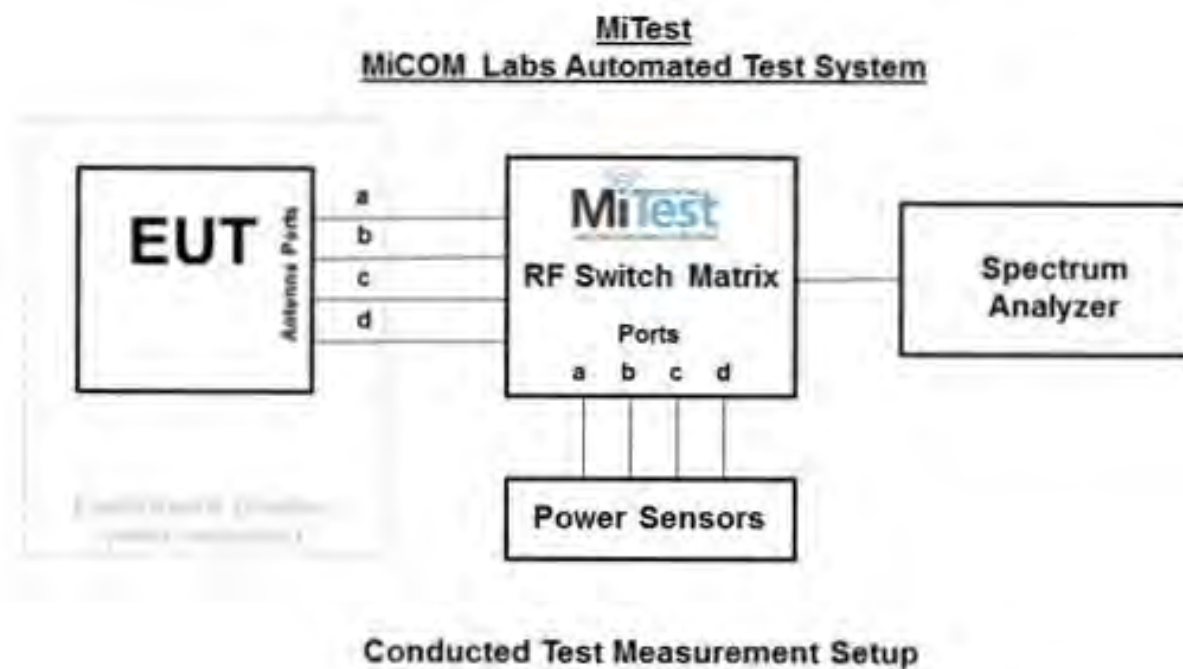 MiTest
MiCOM Labs Automated Test System
EUT
Antenna Ports
a
b
c
d
MiTest
RF Switch Matrix
Ports
a b c d
Spectrum
Analyzer
Power Sensors
Conducted Test Measurement Setup